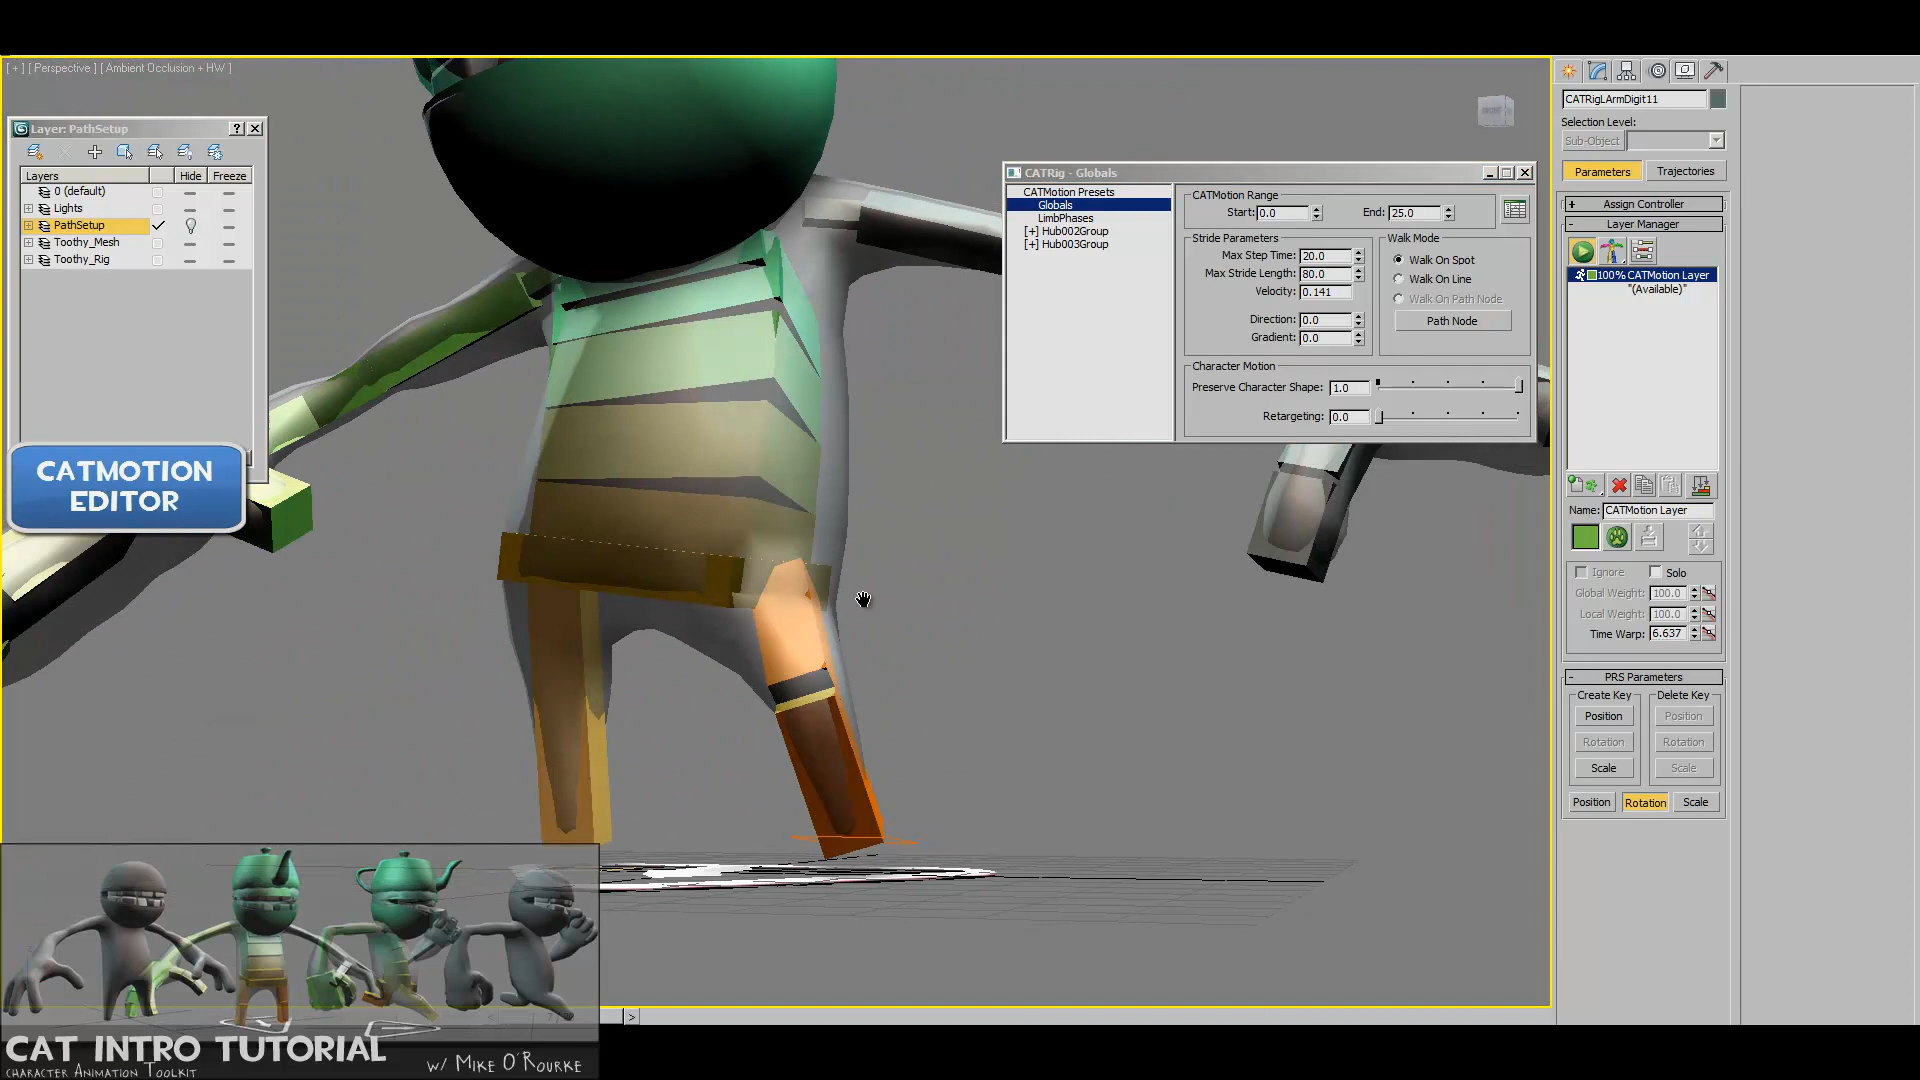 [ + ] [ Perspective ] [ Ambient Occlusion + HW ]
Layer: PathSetup
?
Layers Hide Freeze
0 (default)
Lights
PathSetup
Toothy_Mesh
Toothy_Rig
CATMOTION
EDITOR
CATRig - Globals
CATMotion Presets
Globals
LimbPhases
[+] Hub002Group
[+] Hub003Group
CATMotion Range
Start: 0.0 End: 25.0
Stride Parameters
Max Step Time: 20.0
Max Stride Length: 80.0
Velocity: 0.141
Direction: 0.0
Gradient: 0.0
Walk Mode
Walk On Spot
Walk On Line
Walk On Path Node
Path Node
Character Motion
Preserve Character Shape: 1.0
Retargeting: 0.0
CATRigLArmDigit11
Selection Level:
Sub-Object
Parameters Trajectories
+ Assign Controller
- Layer Manager
100% CATMotion Layer
"(Available)"
Name: CATMotion Layer
Ignore Solo
Global Weight: 100.0
Local Weight: 100.0
Time Warp: 6.637
- PRS Parameters
Create Key Delete Key
Position Position
Rotation Rotation
Scale Scale
Position Rotation Scale
>
CAT INTRO TUTORIAL
CHARACTER ANIMATION TOOLKIT
W/ MIKE O'ROURKE